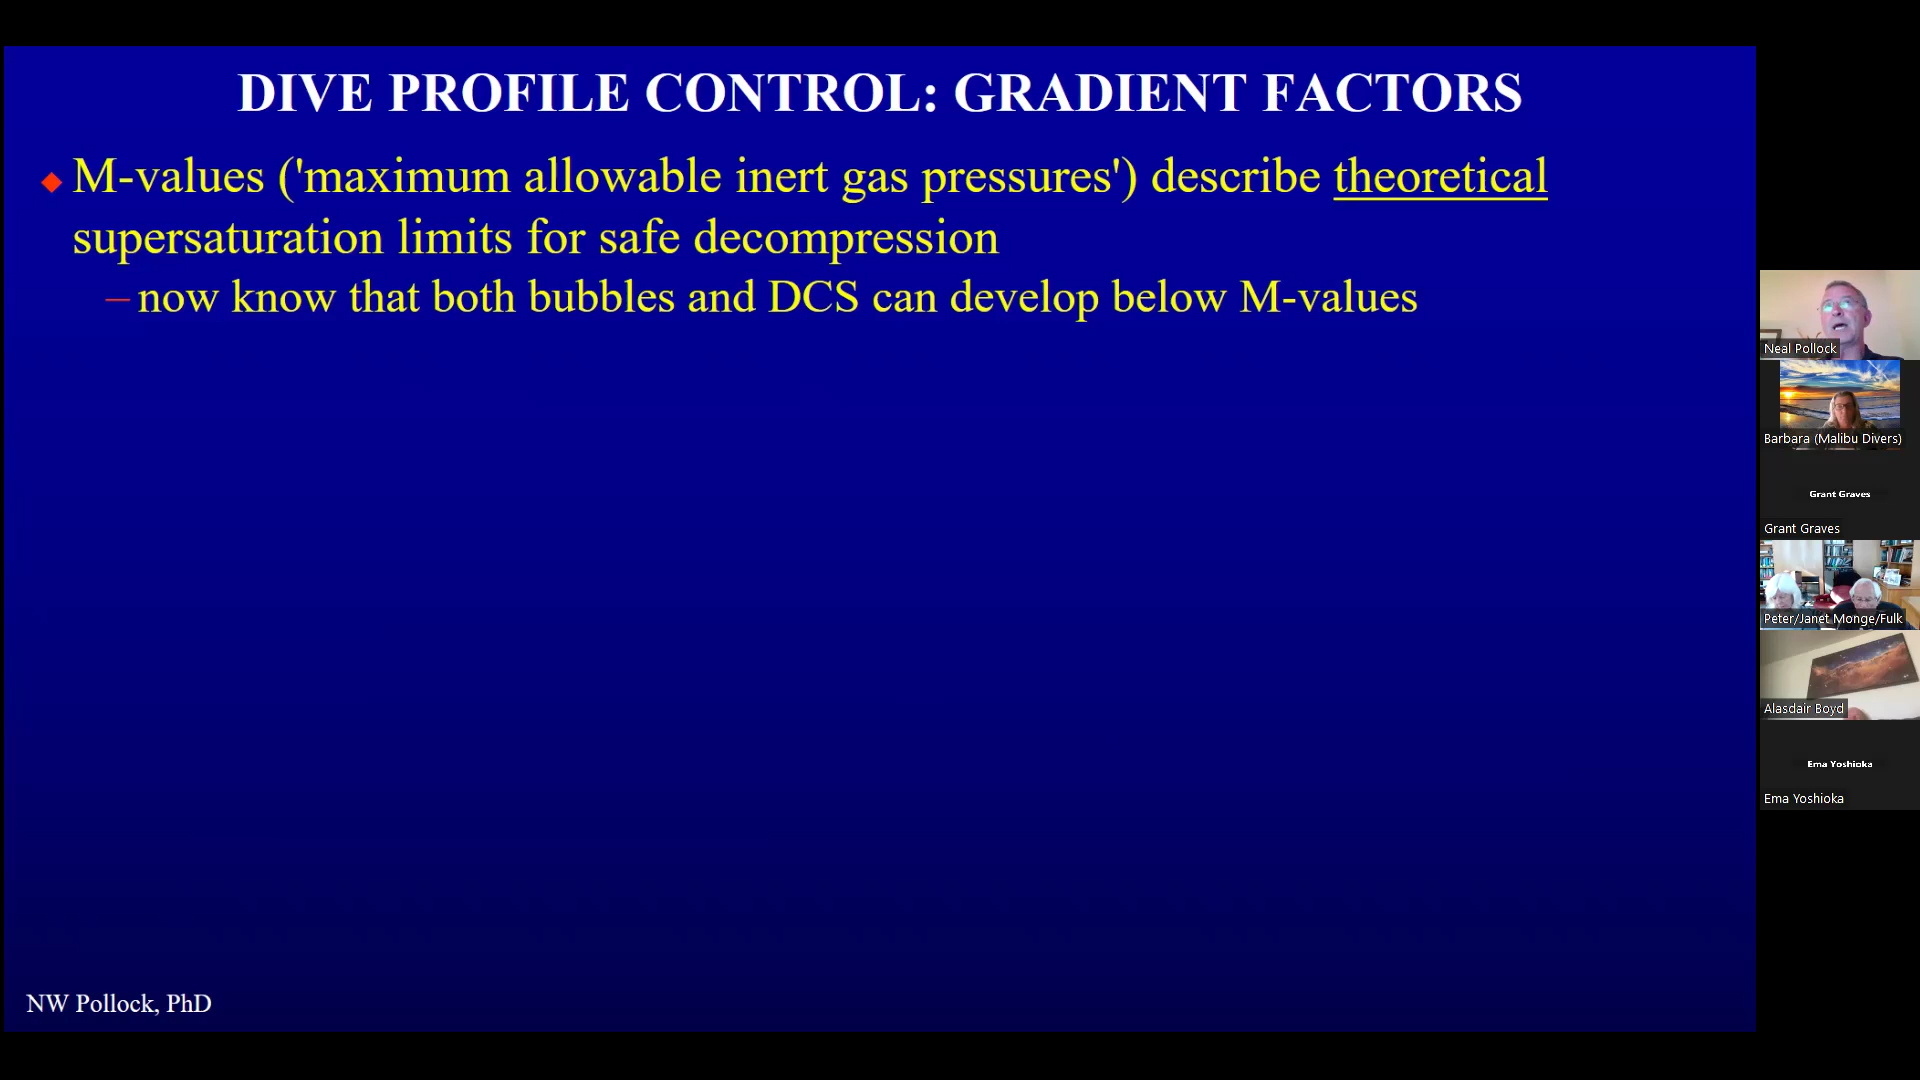 DIVE PROFILE CONTROL: GRADIENT FACTORS
M-values ('maximum allowable inert gas pressures') describe theoretical
supersaturation limits for safe decompression
– now know that both bubbles and DCS can develop below M-values
NW Pollock, PhD
Neal Pollock
Barbara (Malibu Divers)
Grant Graves
Grant Graves
Peter/Janet Monge/Fulk
Alasdair Boyd
Ema Yoshioka
Ema Yoshioka